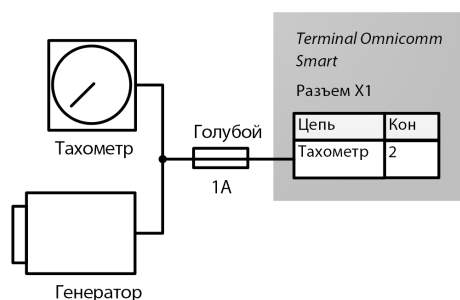 Terminal Omnicomm
Smart
Разъем X1
Голубой
Цепь Кон
Тахометр 2
Тахометр
1А
Генератор